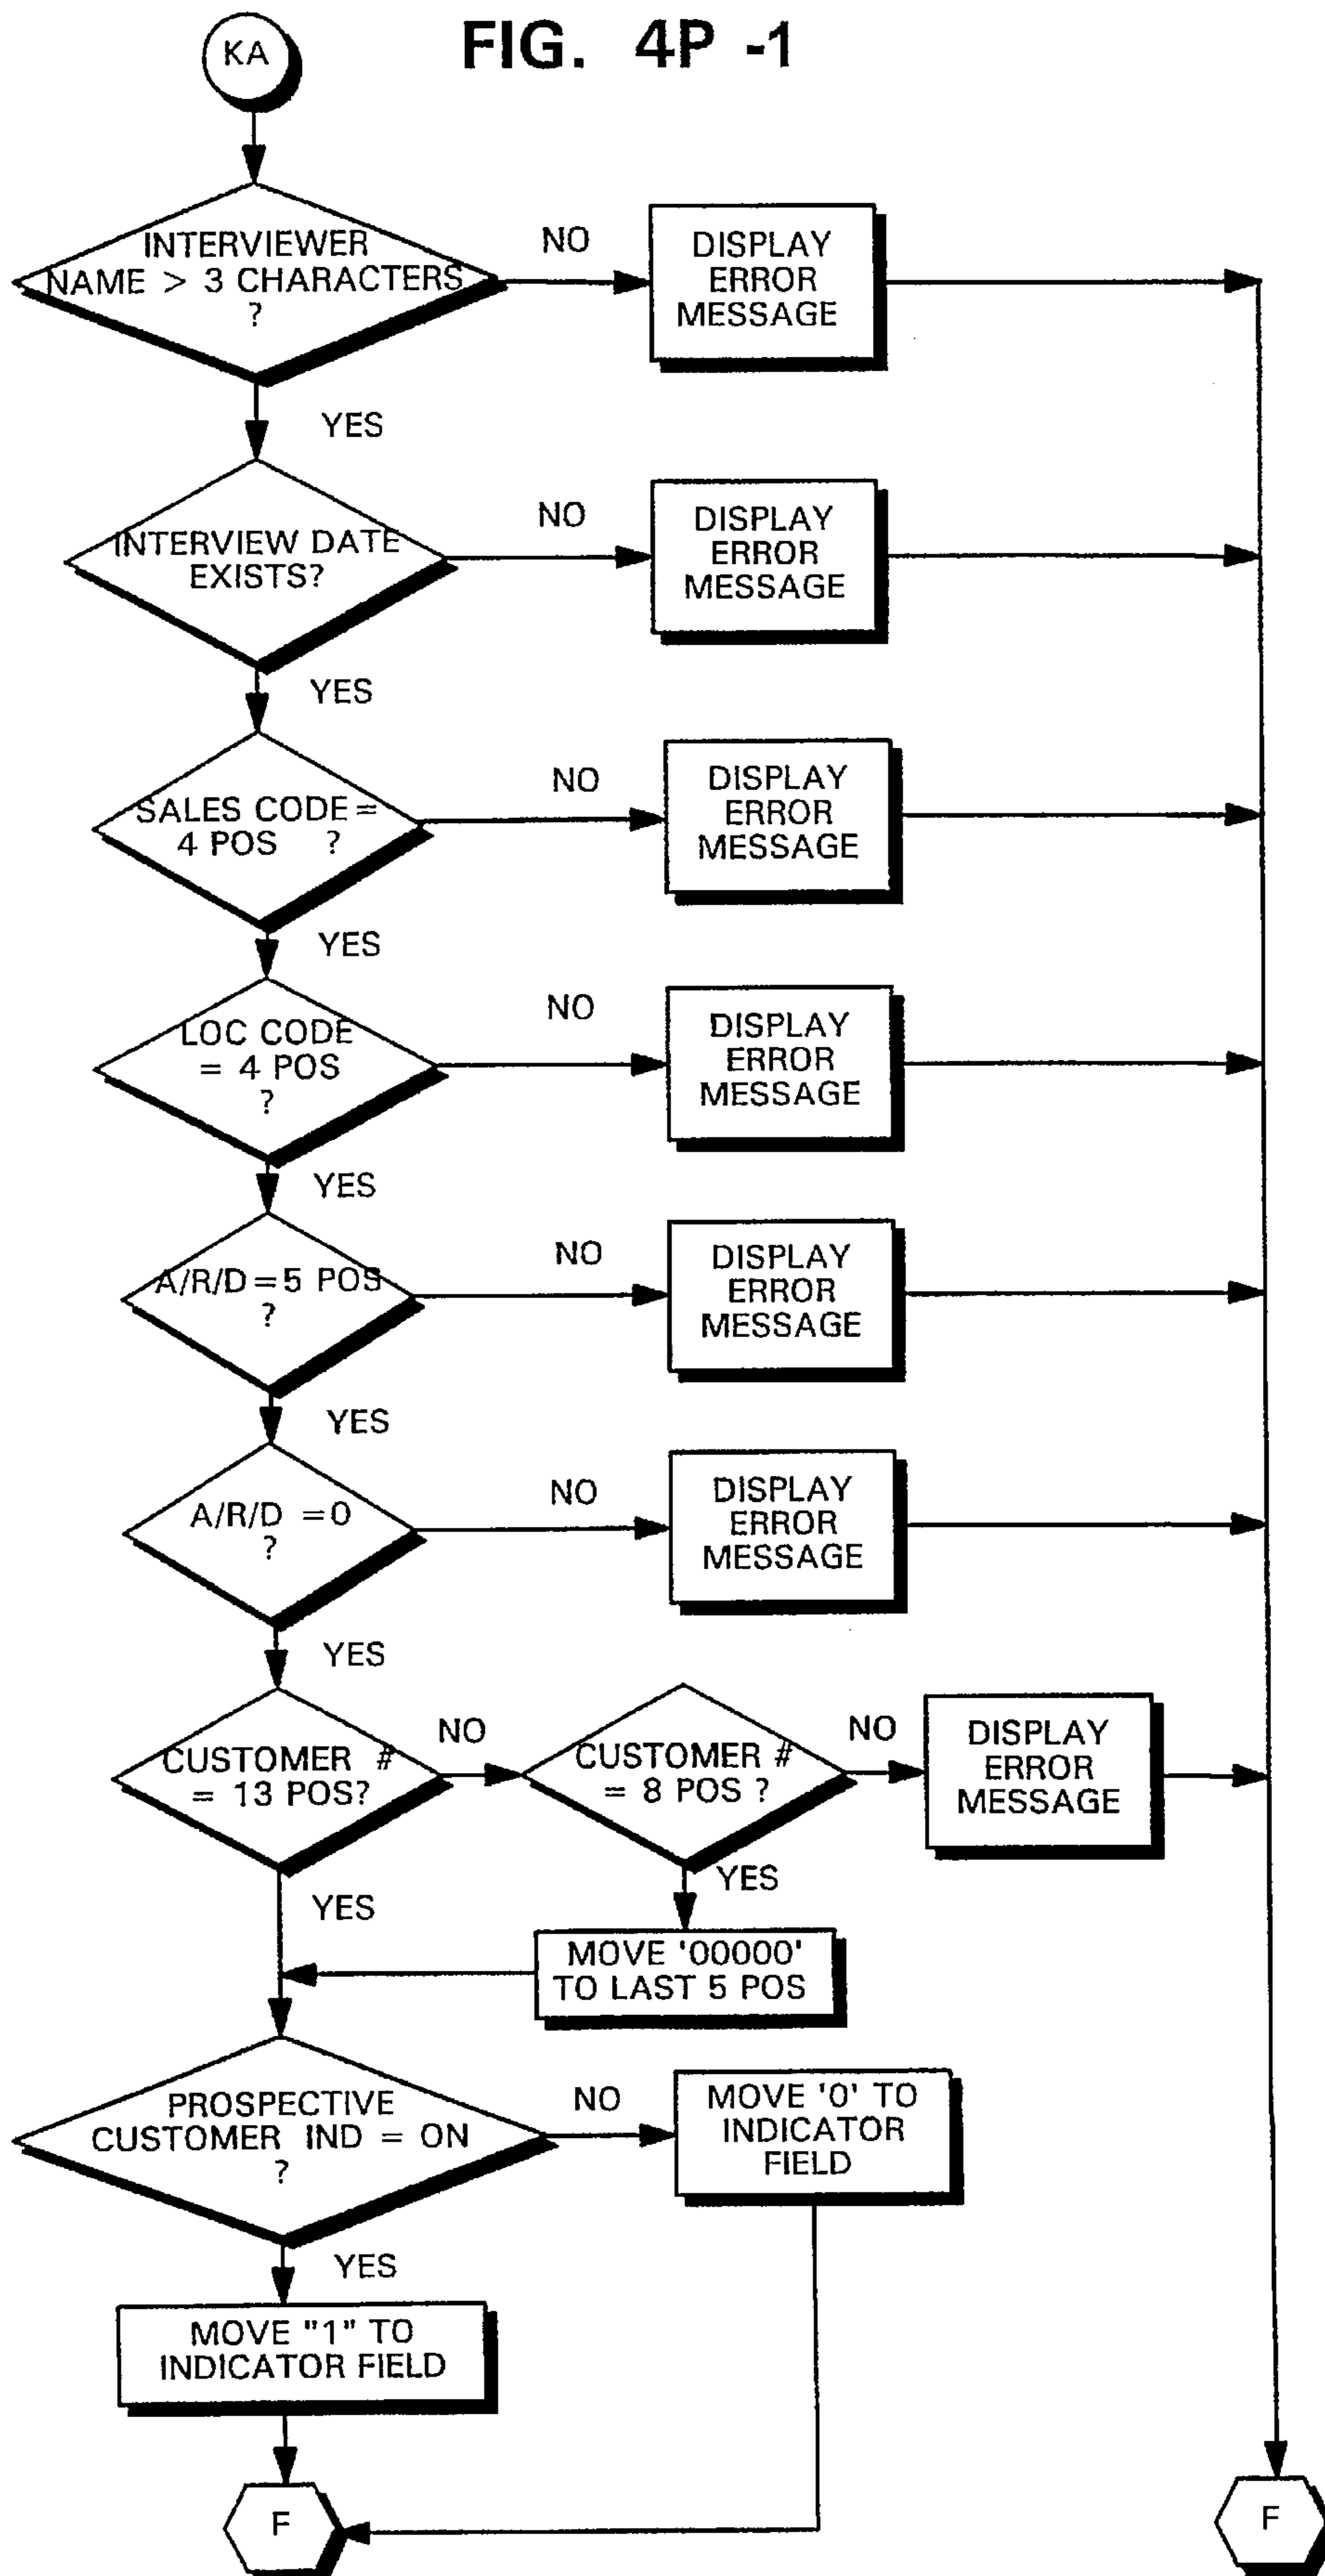 FIG. 4P -1
KA
INTERVIEWER
NAME > 3 CHARACTERS
?
NO
DISPLAY
ERROR
MESSAGE
YES
INTERVIEW DATE
EXISTS?
NO
DISPLAY
ERROR
MESSAGE
YES
SALES CODE =
4 POS ?
NO
DISPLAY
ERROR
MESSAGE
YES
LOC CODE
= 4 POS
?
NO
DISPLAY
ERROR
MESSAGE
YES
A/R/D = 5 POS
?
NO
DISPLAY
ERROR
MESSAGE
YES
A/R/D = 0
?
NO
DISPLAY
ERROR
MESSAGE
YES
CUSTOMER #
= 13 POS?
NO
CUSTOMER #
= 8 POS ?
NO
DISPLAY
ERROR
MESSAGE
YES
YES
MOVE '00000'
TO LAST 5 POS
PROSPECTIVE
CUSTOMER IND = ON
?
NO
MOVE '0' TO
INDICATOR
FIELD
YES
MOVE "1" TO
INDICATOR FIELD
F
F